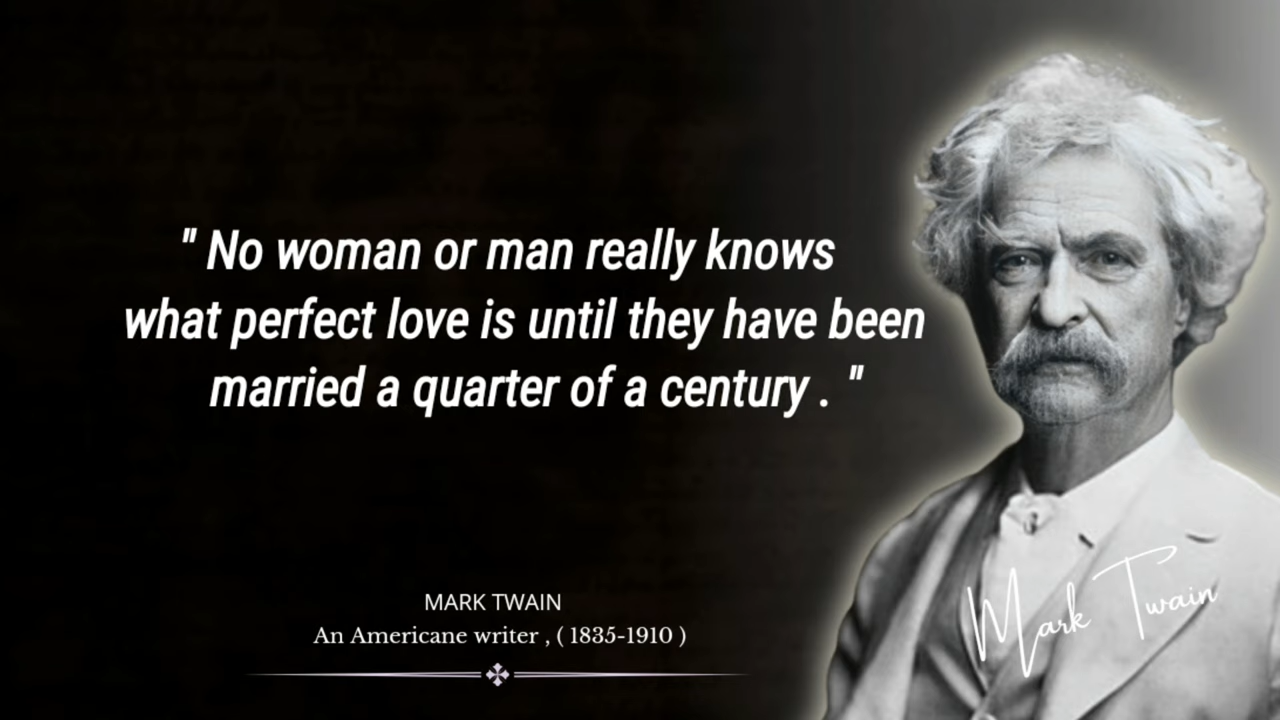 " No woman or man really knows
what perfect love is until they have been
married a quarter of a century . "
MARK TWAIN
An Americane writer , ( 1835-1910 )
Mark Twain